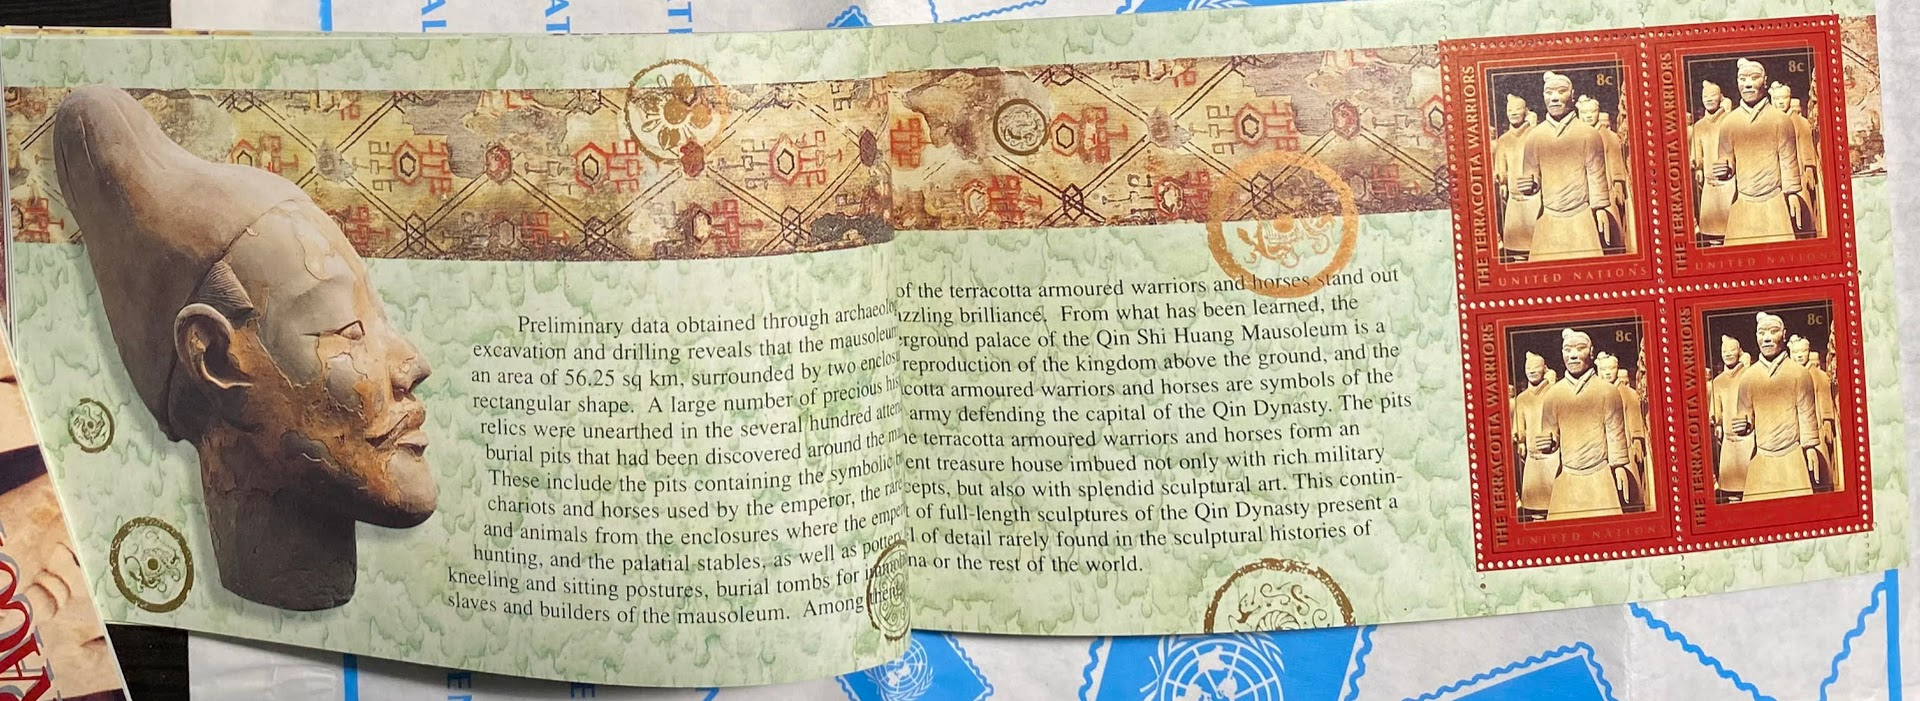 Preliminary data obtained through
excavation and drilling reveals that the mausoleum
an area of 56.25 sq km, surrounded by two
rectangular shape. A large number of precious
relics were unearthed in the several hundred
burial pits that had been discovered around the
These include the pits containing the symbolic
chariots and horses used by the emperor, the rare
and animals from the enclosures where the
hunting, and the palatial stables, as well as
kneeling and sitting postures, burial tombs for
slaves and builders of the mausoleum. Among
of the terracotta armoured warriors and horses stand out
brilliance. From what has been learned, the
palace of the Qin Shi Huang Mausoleum is a
reproduction of the kingdom above the ground, and the
armoured warriors and horses are symbols of the
army defending the capital of the Qin Dynasty. The pits
terracotta armoured warriors and horses form an
treasure house imbued not only with rich military
but also with splendid sculptural art. This contin-
of full-length sculptures of the Qin Dynasty present a
of detail rarely found in the sculptural histories of
or the rest of the world.
THE TERRACOTTA WARRIORS
8c
UNITED NATIONS
THE TERRACOTTA WARRIORS
8c
UNITED NATIONS
THE TERRACOTTA WARRIORS
8c
UNITED NATIONS
THE TERRACOTTA WARRIORS
8c